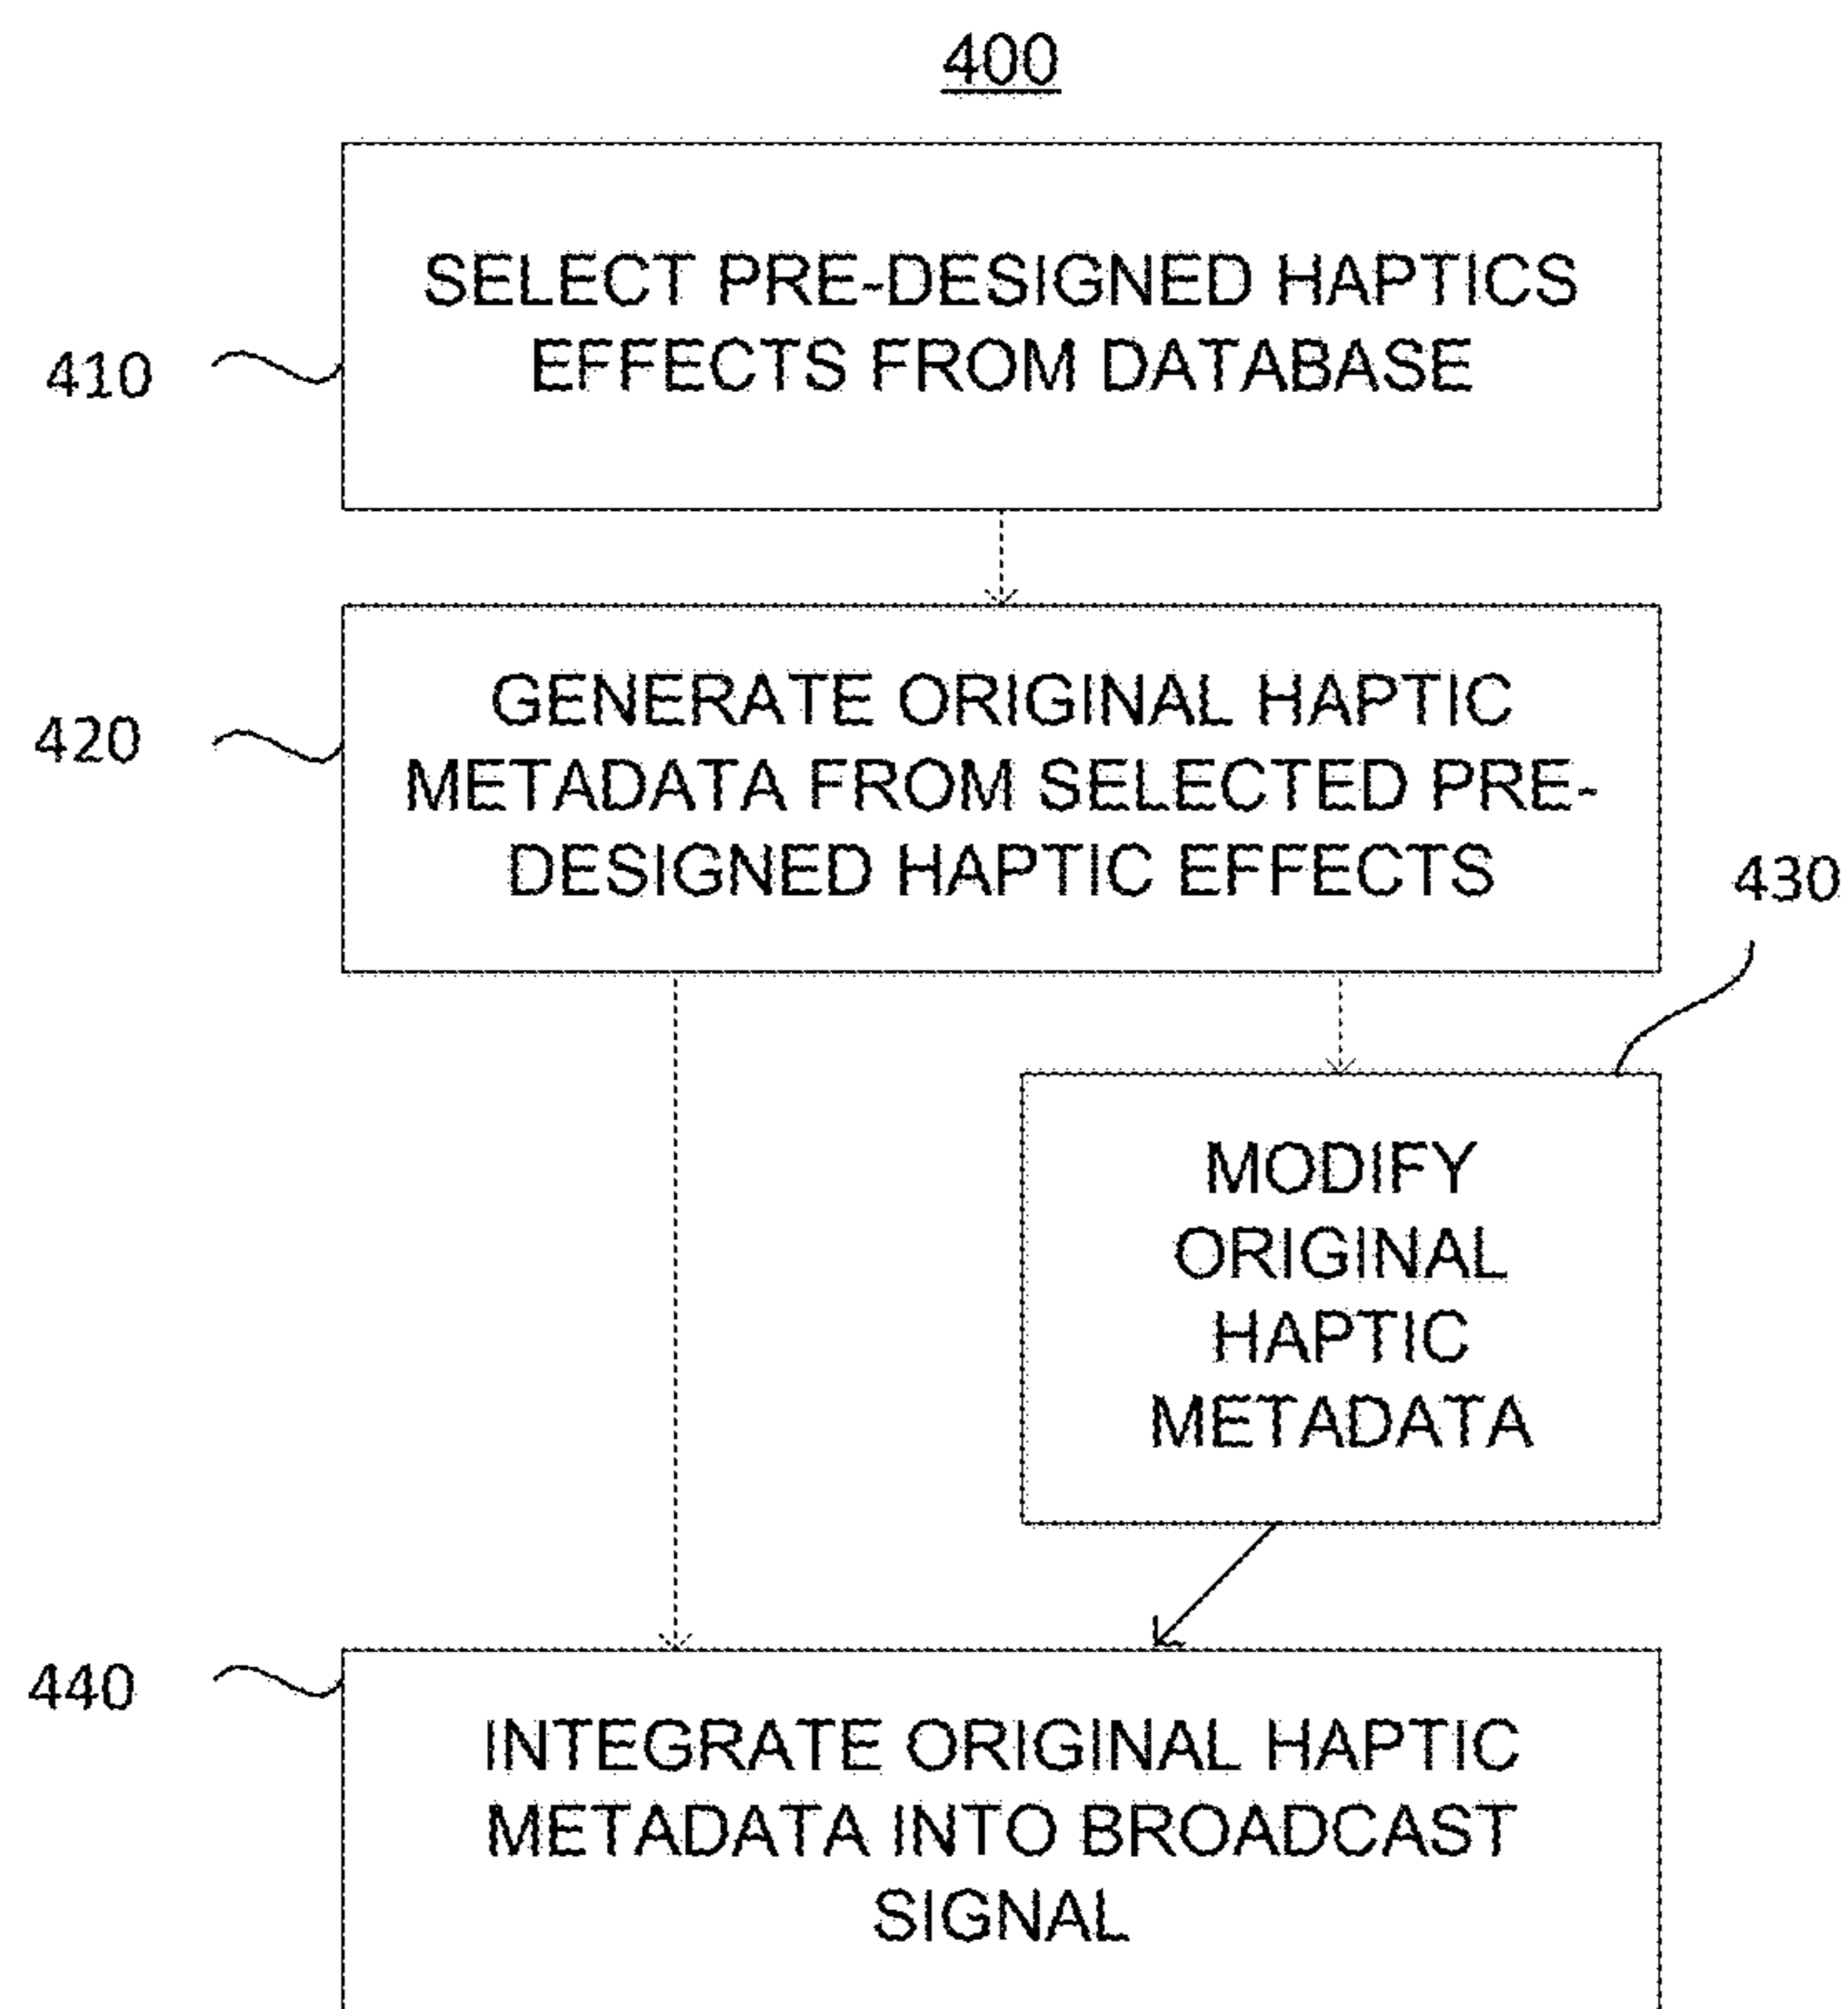 400
SELECT PRE-DESIGNED HAPTICS
EFFECTS FROM DATABASE
410
GENERATE ORIGINAL HAPTIC
METADATA FROM SELECTED PRE-
DESIGNED HAPTIC EFFECTS
420
430
MODIFY
ORIGINAL
HAPTIC
METADATA
440
INTEGRATE ORIGINAL HAPTIC
METADATA INTO BROADCAST
SIGNAL